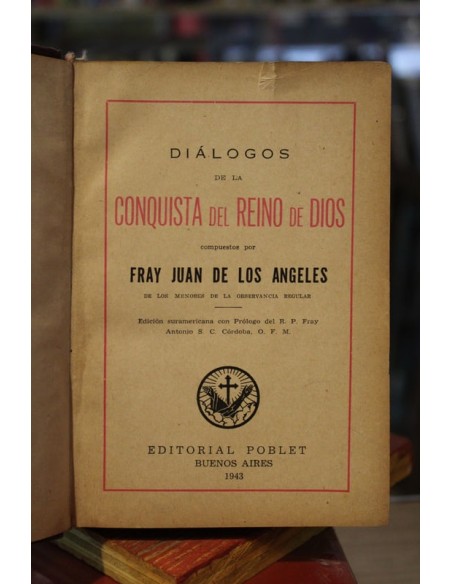 DIÁLOGOS
DE LA
CONQUISTA DEL REINO DE DIOS
compuestos por
FRAY JUAN DE LOS ANGELES
DE LOS MENORES DE LA OBSERVANCIA REGULAR
Edición suramericana con Prólogo del R. P. Fray
Antonio S. C. Córdoba, O. F. M.
EDITORIAL POBLET
BUENOS AIRES
1943